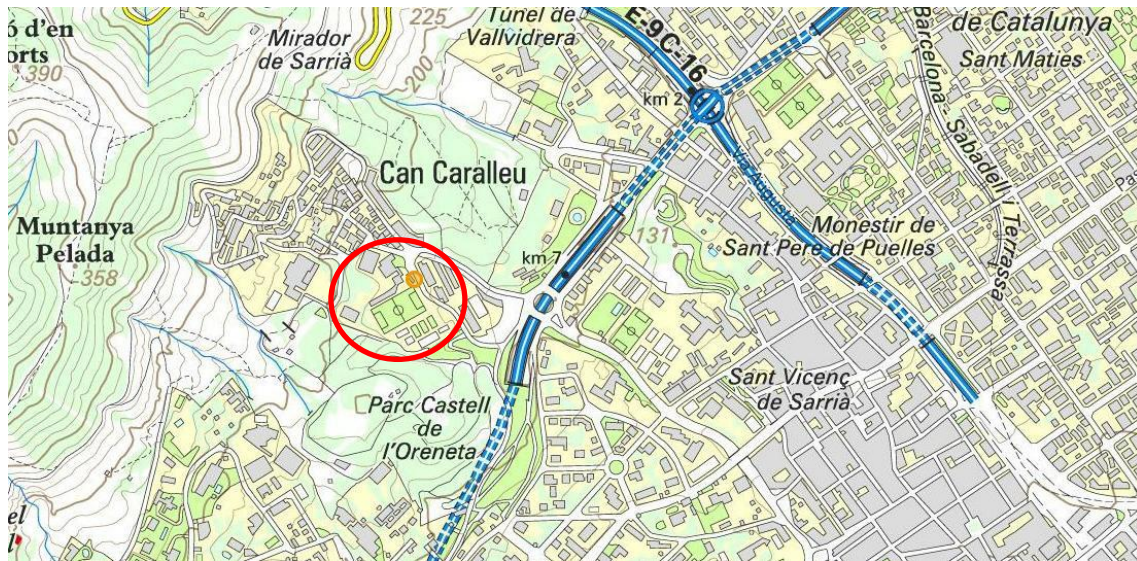 225
Túnel de
Vallvidrera
E-9 C-16
de Catalunya
Sant Maties
ó d'en
orts
390
Mirador
de Sarrià
200
km 2
Barcelona - Sabadell i Terrassa
Pa
Can Caralleu
Via Augusta
Muntanya
Pelada
358
131
km 7
Monestir de
Sant Pere de Puelles
Sant Vicenç
de Sarrià
Parc Castell
de
l'Oreneta
el